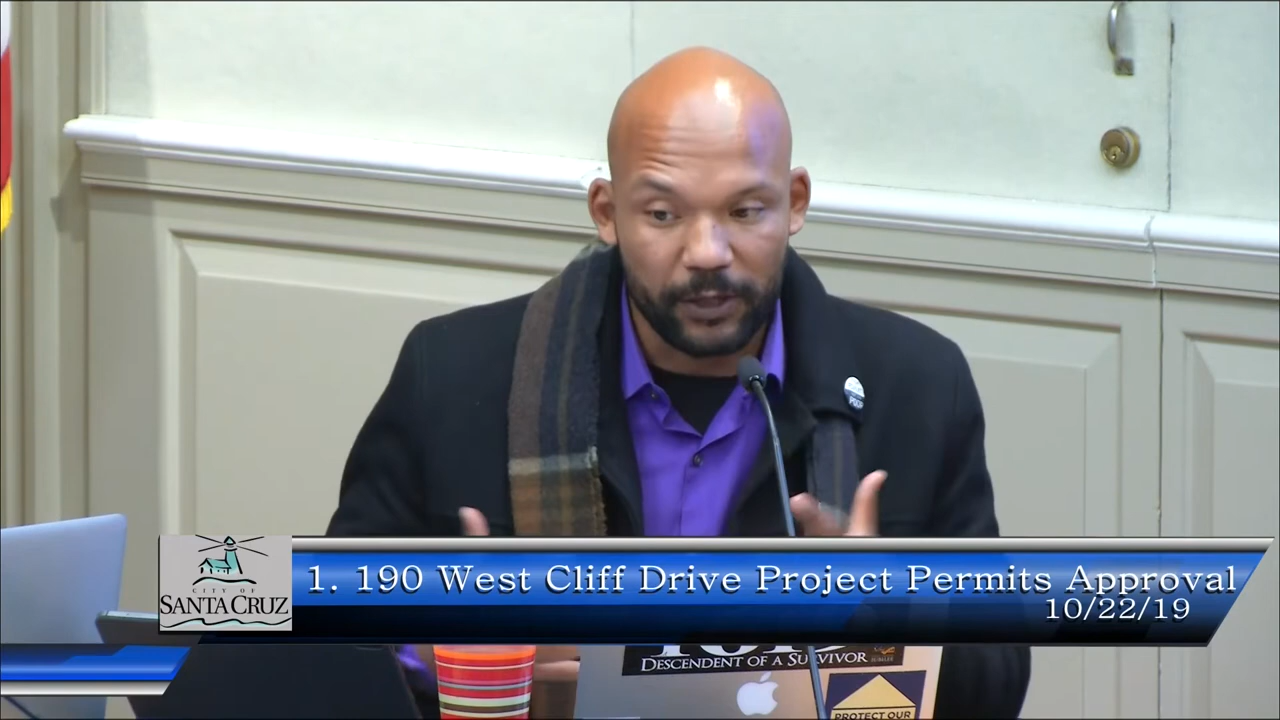 1. 190 West Cliff Drive Project Permits Approval
10/22/19
CITY OF
SANTA CRUZ
DESCENDENT OF A SURVIVOR
PROTECT OUR